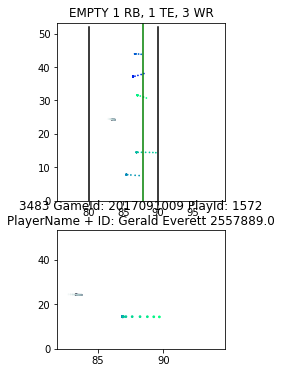 EMPTY 1 RB, 1 TE, 3 WR
50
40
30
20
10
0
80 85 90 95
3483 GameId: 2017091009 PlayId: 1572
PlayerName + ID: Gerald Everett 2557889.0
40
20
0
85 90